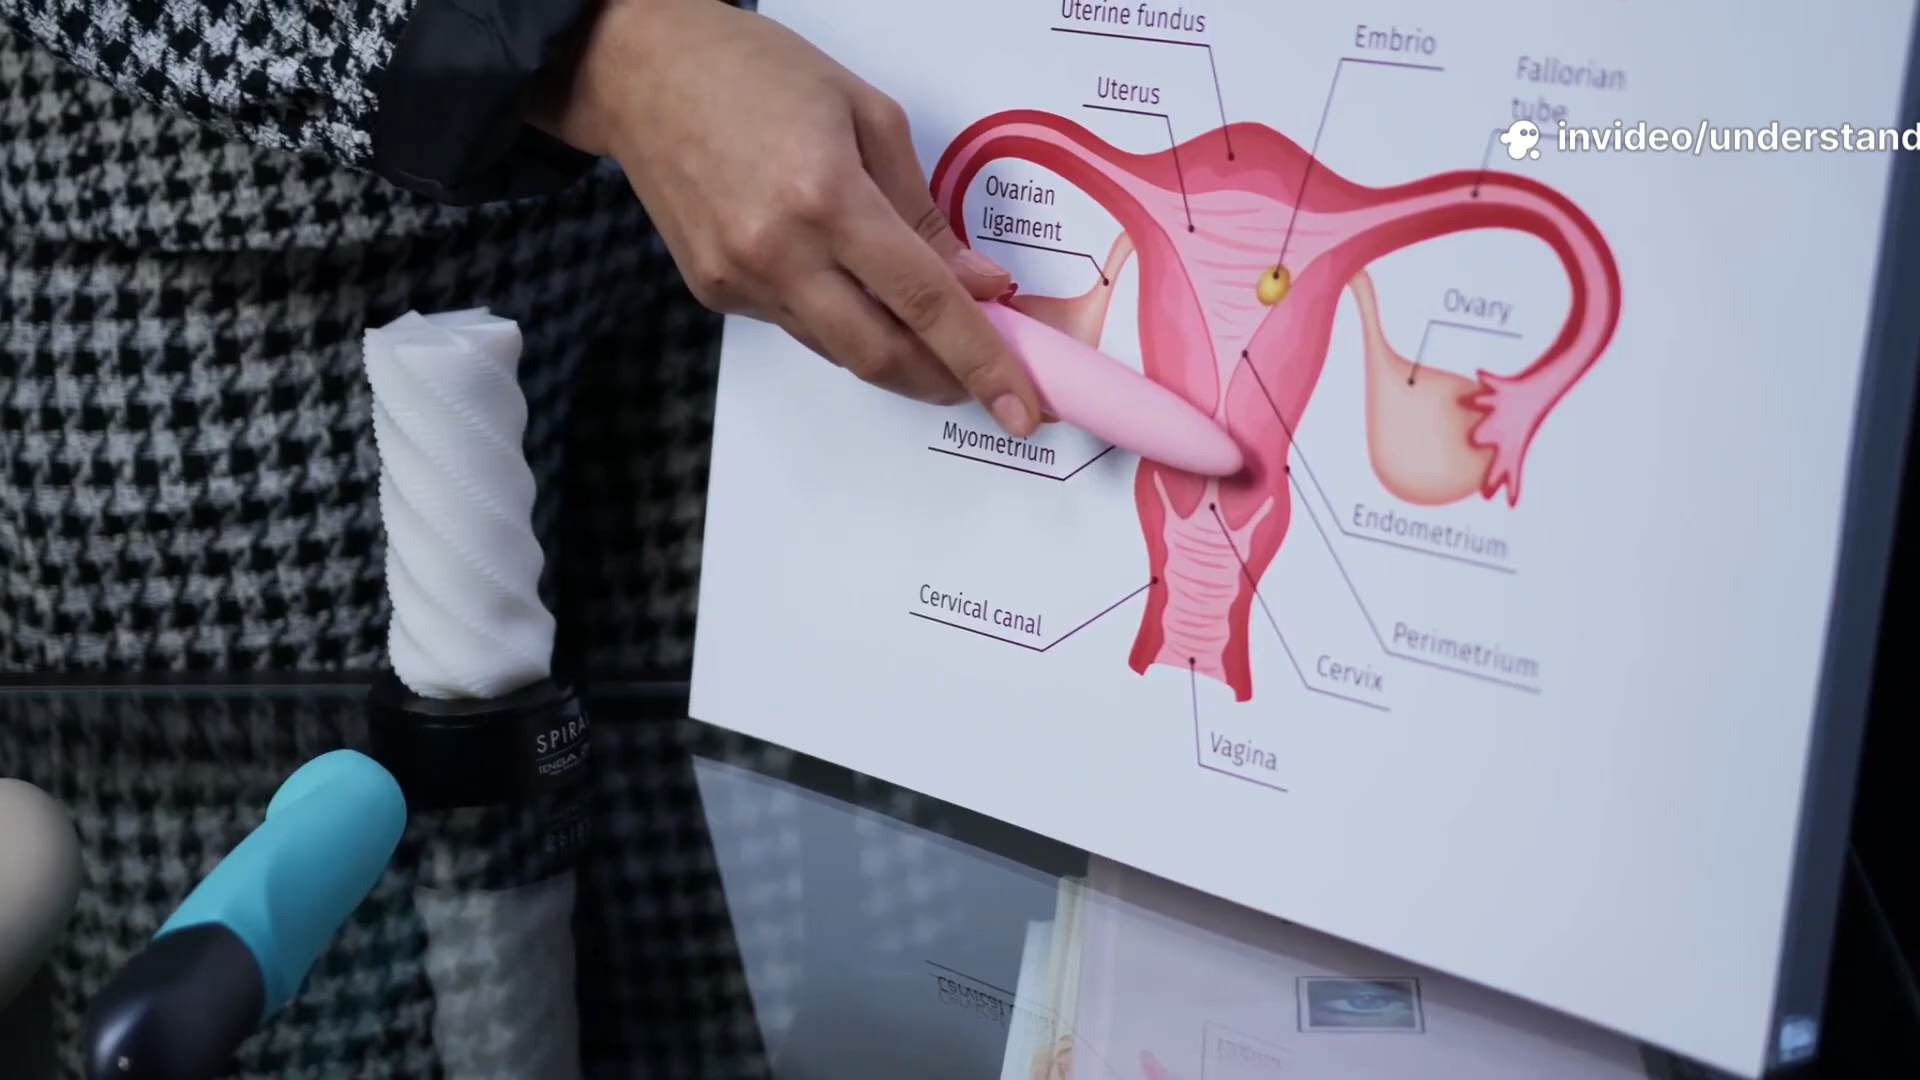 Uterine fundus
Embrio
Fallorian
tube
Uterus
invideo/understand
Ovarian
ligament
Ovary
Myometrium
Endometrium
Cervical canal
Perimetrium
Cervix
Vagina
SPIRA
TENGA